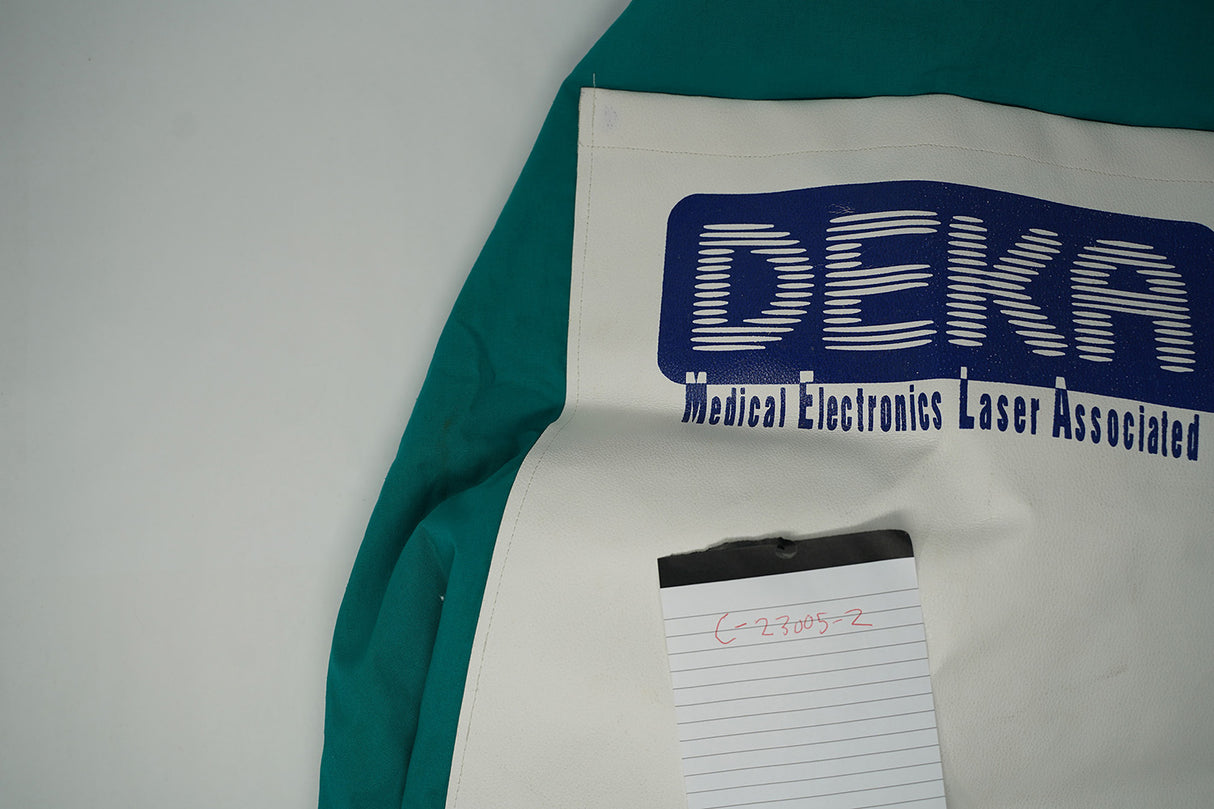 DEKA
Medical Electronics Laser Associated
C-23005-2